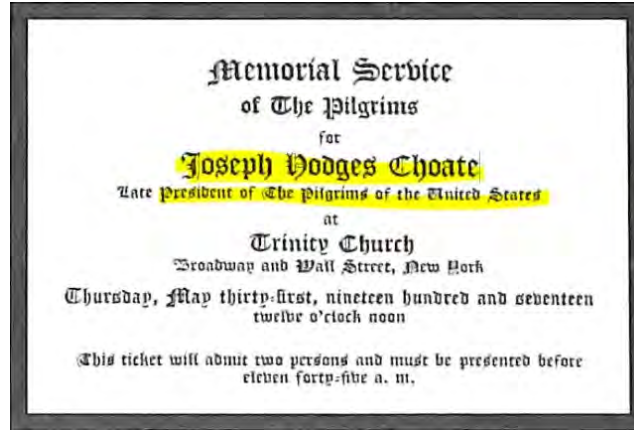 Memorial Service
of The Pilgrims
for
Joseph Hodges Choate
Late President of The Pilgrims of the United States
at
Trinity Church
Broadway and Wall Street, New York
Thursday, May thirty-first, nineteen hundred and seventeen
twelve o'clock noon
This ticket will admit two persons and must be presented before
eleven forty-five a. m.